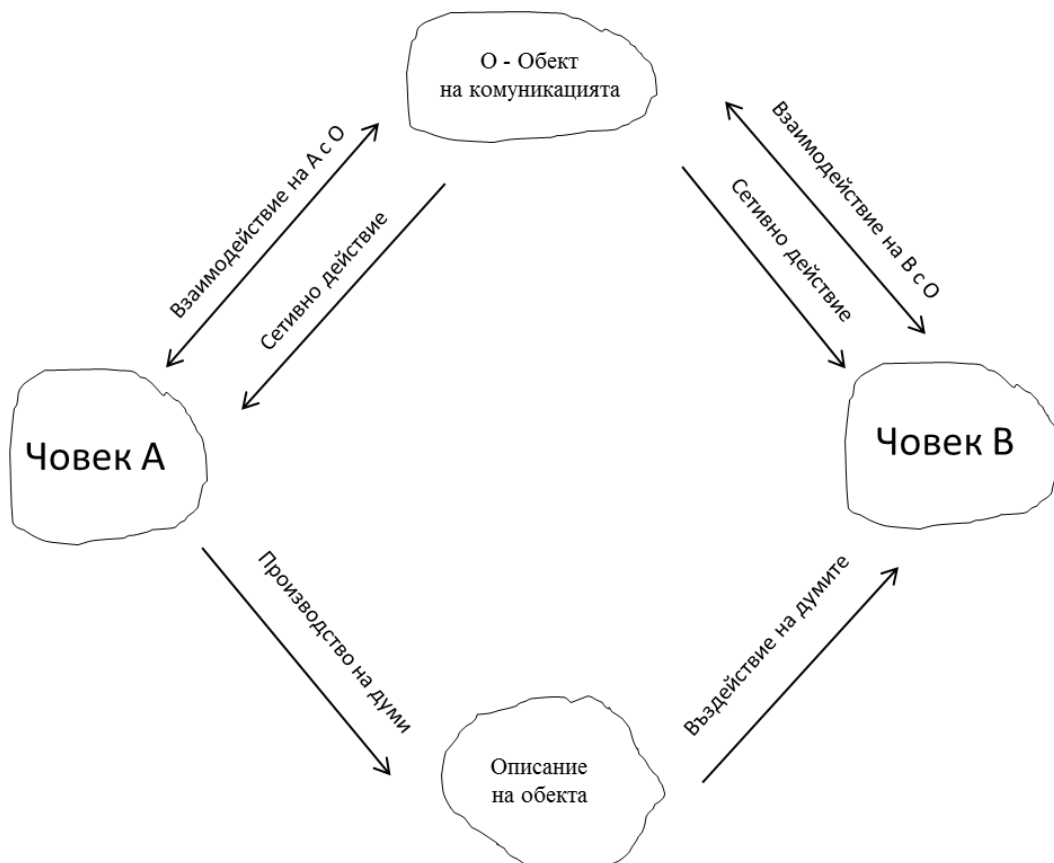 О - Обект
на комуникацията
Взаимодействие на А с О
Сетивно действие
Сетивно действие
Взаимодействие на В с О
Човек А
Човек В
Производство на думи
Въздействие на думите
Описание
на обекта